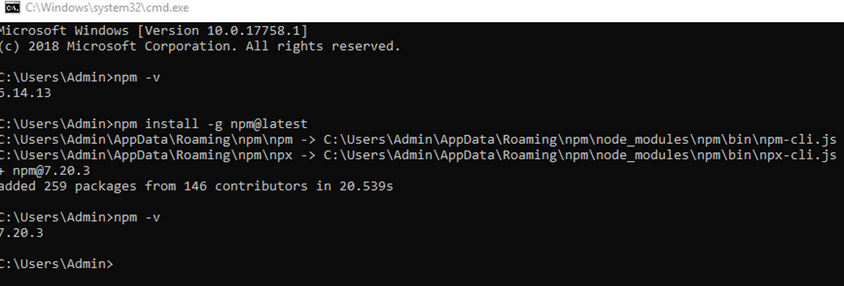 C:\Windows\system32\cmd.exe
Microsoft Windows [Version 10.0.17758.1]
(c) 2018 Microsoft Corporation. All rights reserved.
C:\Users\Admin>npm -v
6.14.13
C:\Users\Admin>npm install -g npm@latest
C:\Users\Admin\AppData\Roaming\npm\npm -> C:\Users\Admin\AppData\Roaming\npm\node_modules\npm\bin\npm-cli.js
C:\Users\Admin\AppData\Roaming\npm\npx -> C:\Users\Admin\AppData\Roaming\npm\node_modules\npm\bin\npx-cli.js
+ npm@7.20.3
added 259 packages from 146 contributors in 20.539s
C:\Users\Admin>npm -v
7.20.3
C:\Users\Admin>